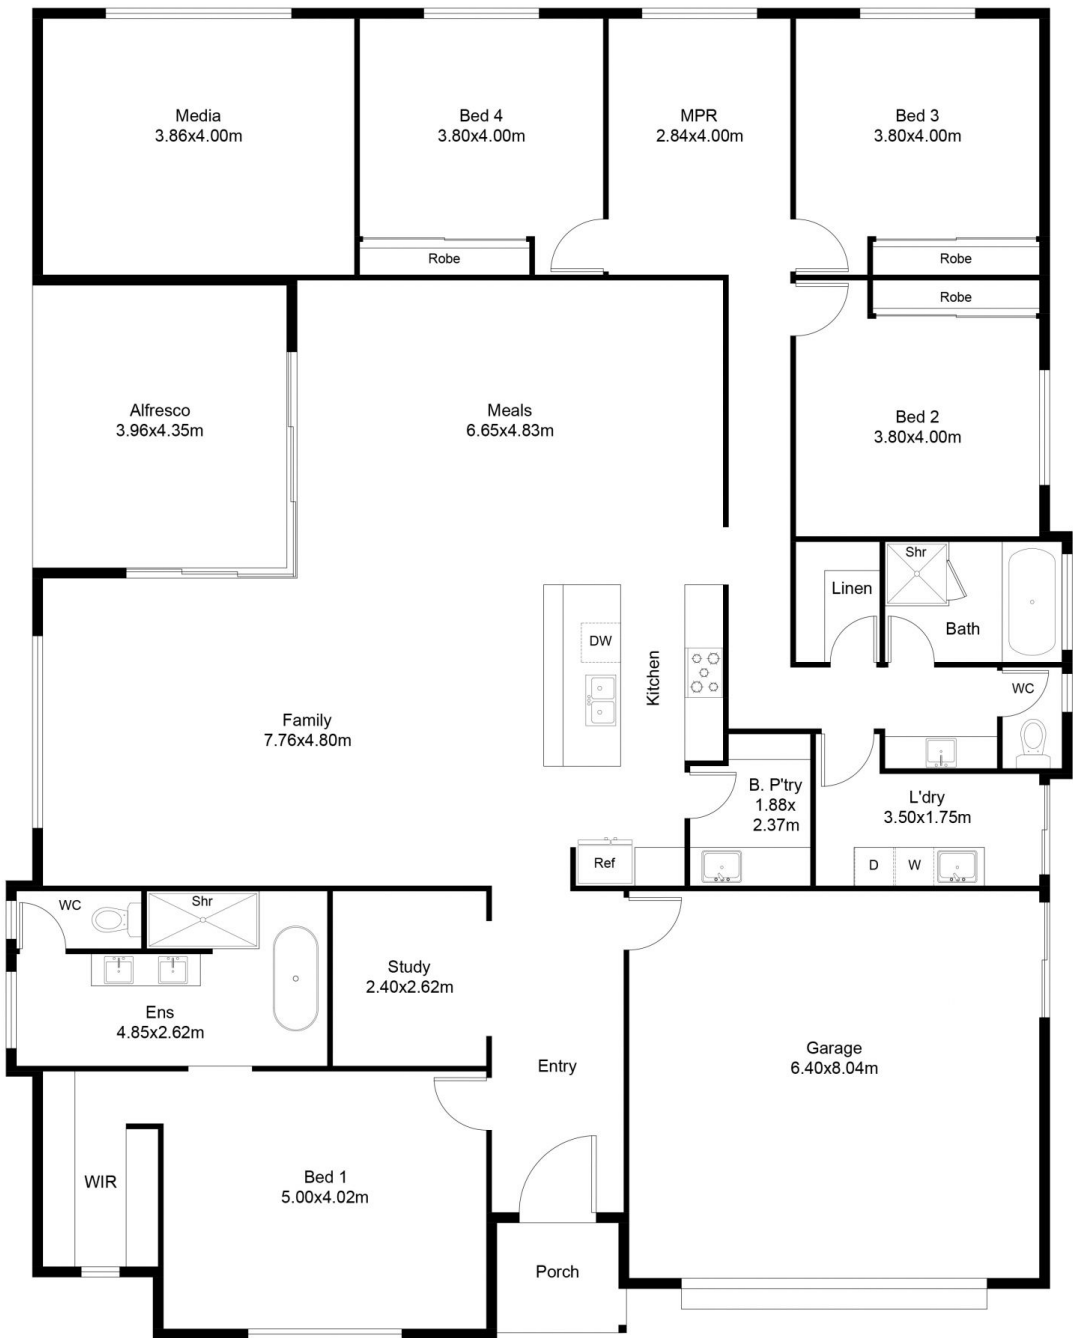 Media
3.86x4.00m
Bed 4
3.80x4.00m
MPR
2.84x4.00m
Bed 3
3.80x4.00m
Robe
Robe
Robe
Alfresco
3.96x4.35m
Meals
6.65x4.83m
Bed 2
3.80x4.00m
Shr
Linen
Bath
DW
Kitchen
WC
Family
7.76x4.80m
B. P'try
1.88x
2.37m
L'dry
3.50x1.75m
Ref
D
W
WC
Shr
Study
2.40x2.62m
Ens
4.85x2.62m
Entry
Garage
6.40x8.04m
WIR
Bed 1
5.00x4.02m
Porch